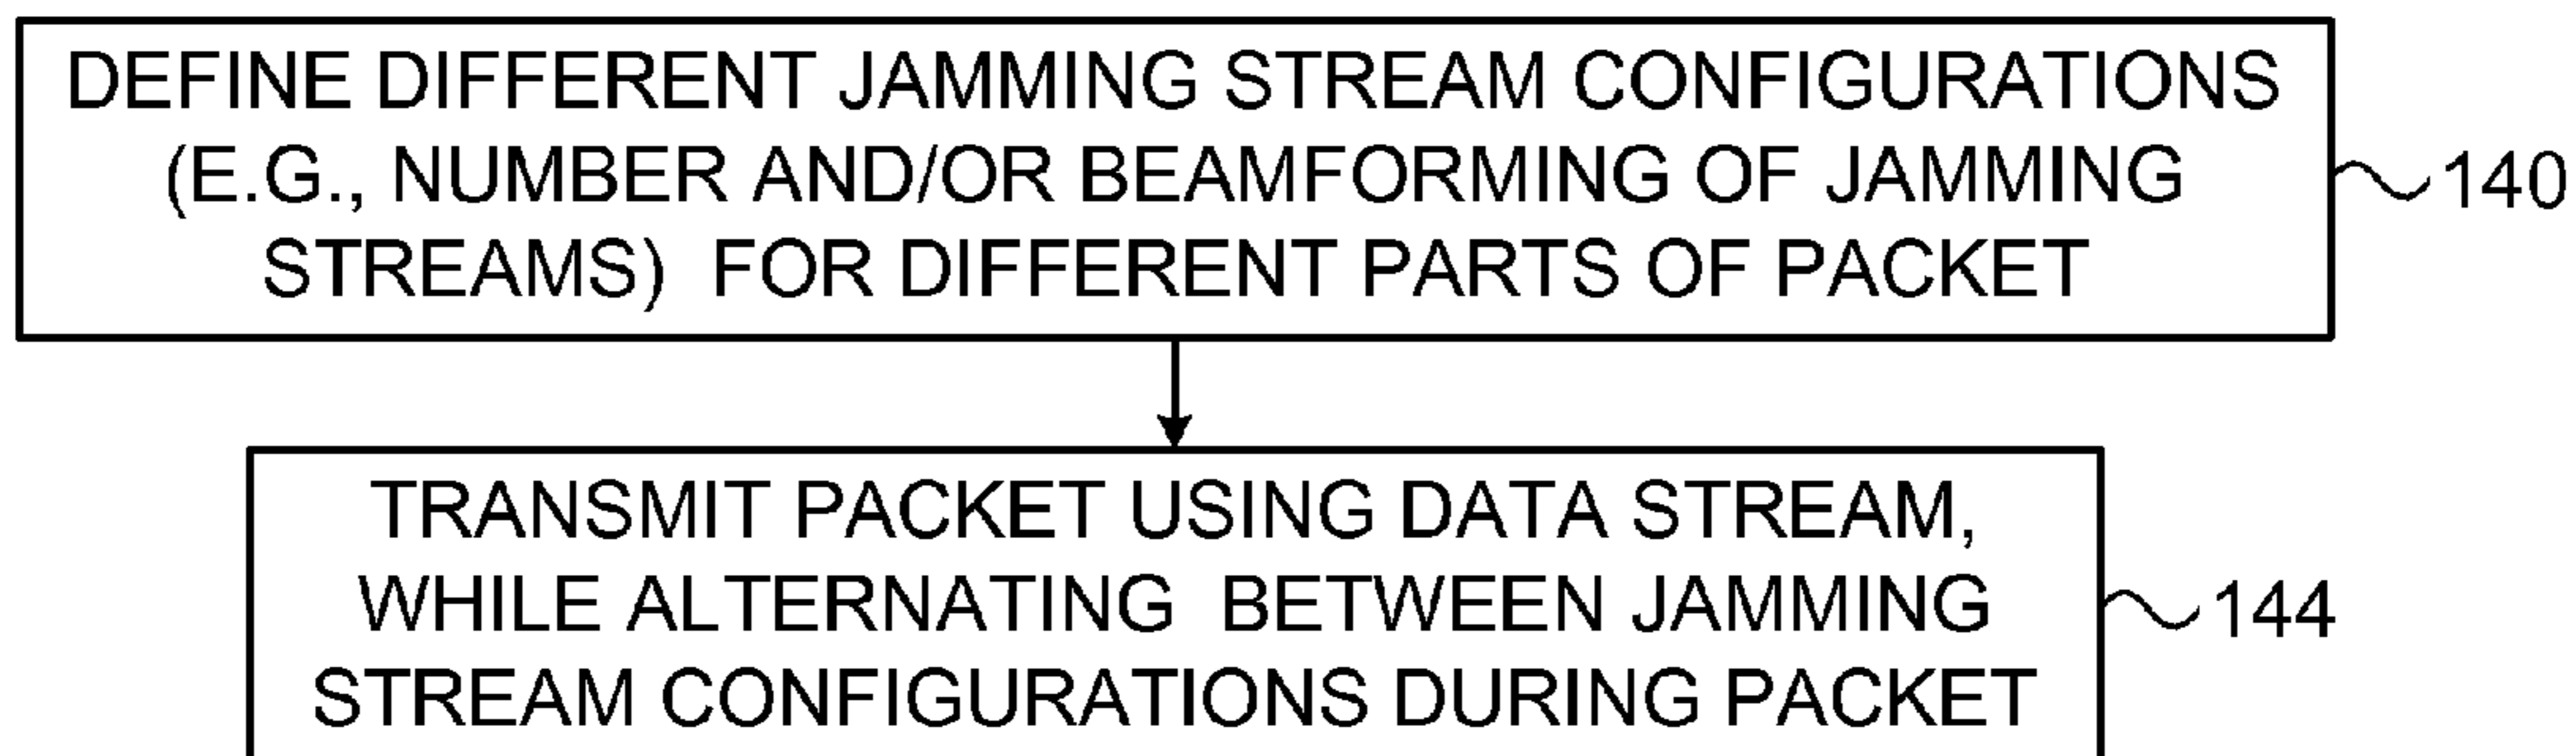 DEFINE DIFFERENT JAMMING STREAM CONFIGURATIONS
(E.G., NUMBER AND/OR BEAMFORMING OF JAMMING
STREAMS) FOR DIFFERENT PARTS OF PACKET
140
TRANSMIT PACKET USING DATA STREAM,
WHILE ALTERNATING BETWEEN JAMMING
STREAM CONFIGURATIONS DURING PACKET
144